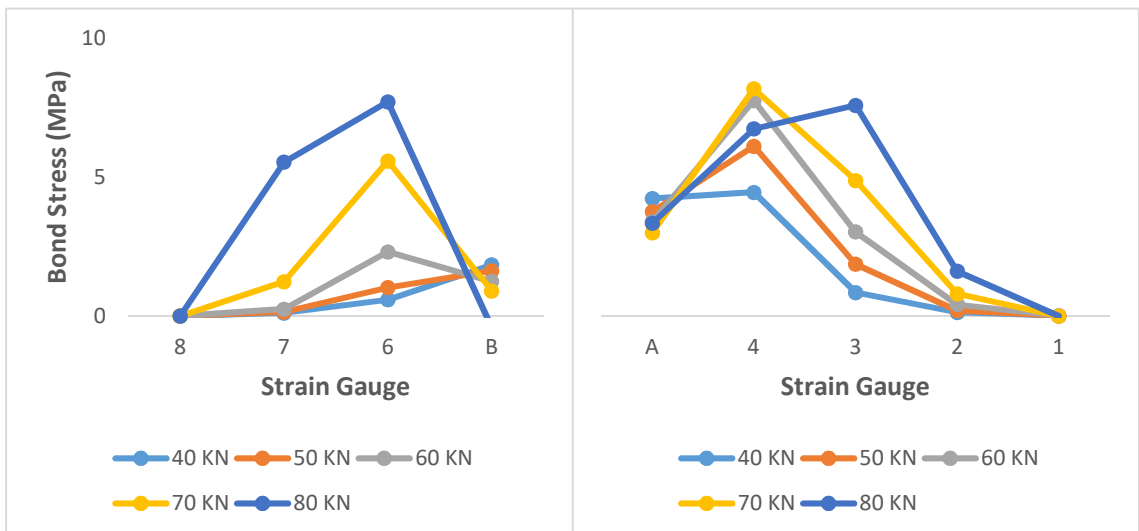 10
5
0
Bond Stress (MPa)
8 7 6 B
Strain Gauge
40 KN 50 KN 60 KN
70 KN 80 KN
A 4 3 2 1
Strain Gauge
40 KN 50 KN 60 KN
70 KN 80 KN